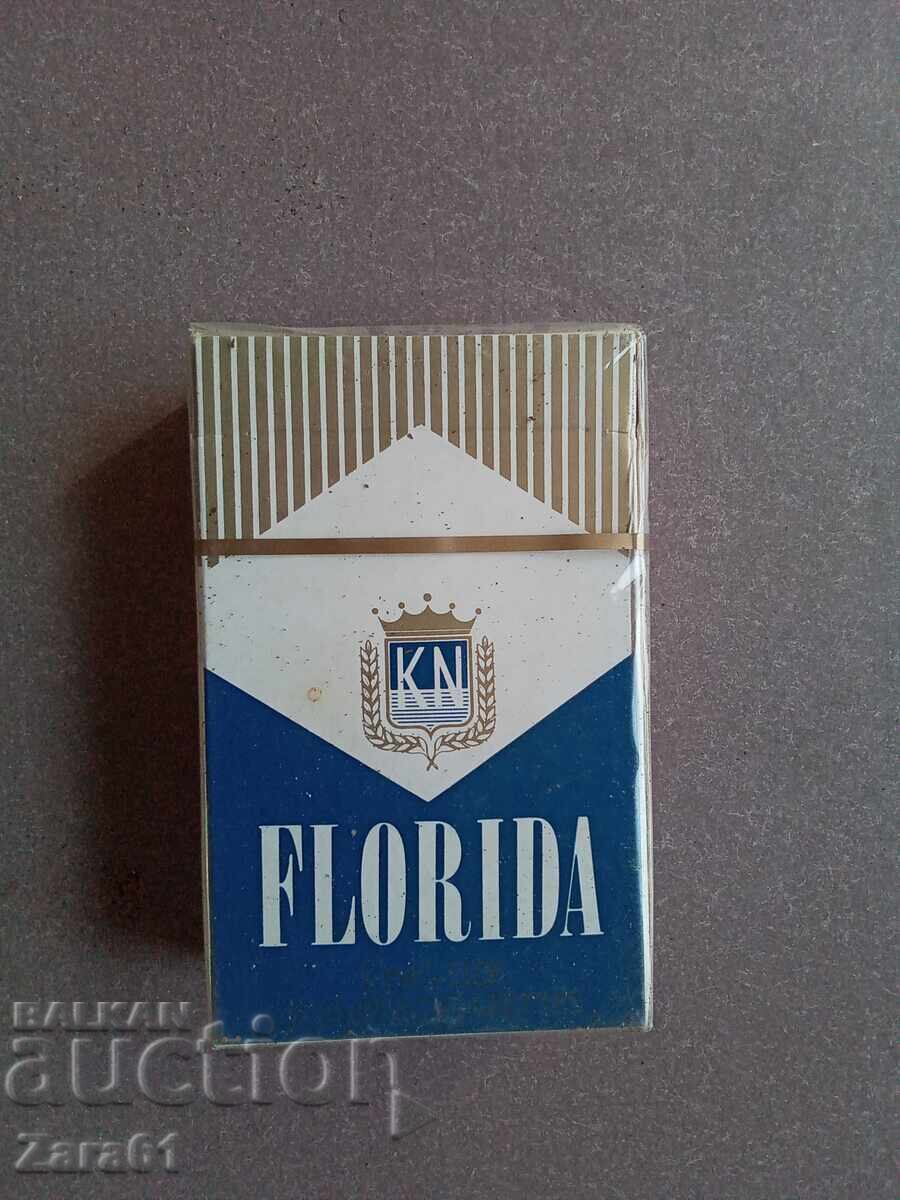 KN
FLORIDA
BALKAN
auction
Zara61